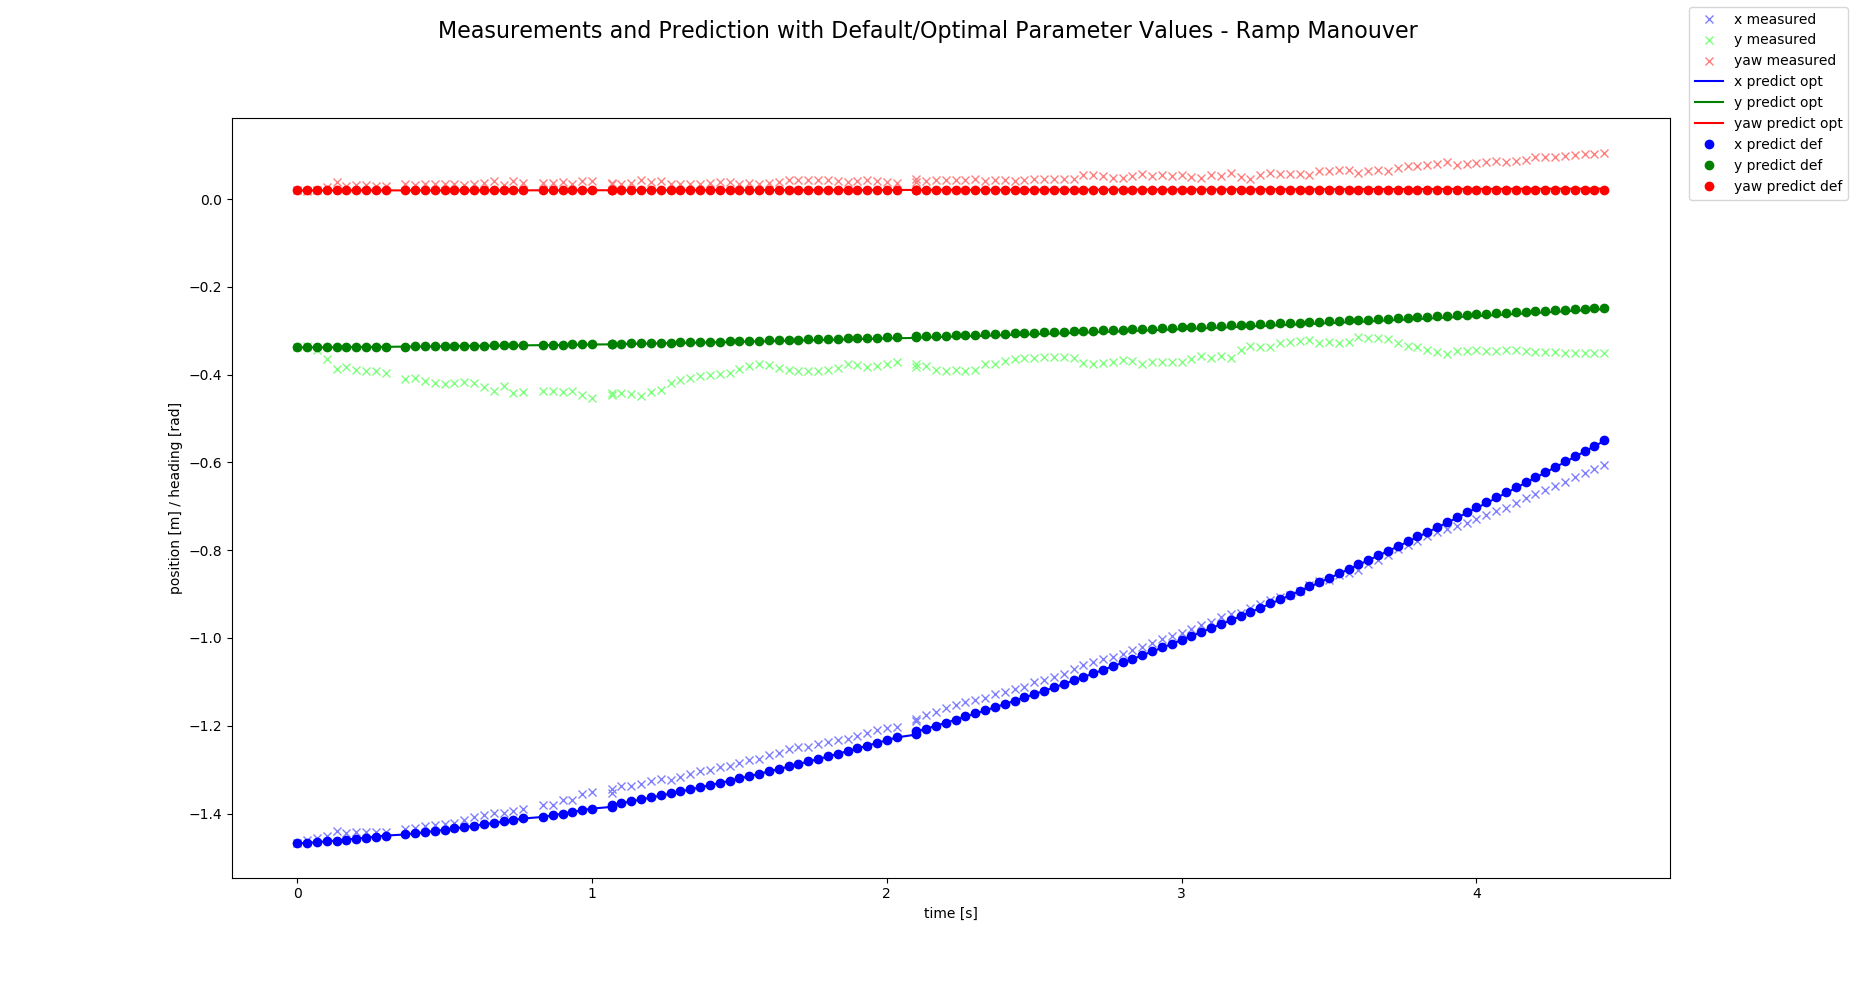 Measurements and Prediction with Default/Optimal Parameter Values - Ramp Manouver
x measured
y measured
yaw measured
x predict opt
y predict opt
yaw predict opt
x predict def
y predict def
yaw predict def
position [m] / heading [rad]
0.0
−0.2
−0.4
−0.6
−0.8
−1.0
−1.2
−1.4
0 1 2 3 4
time [s]